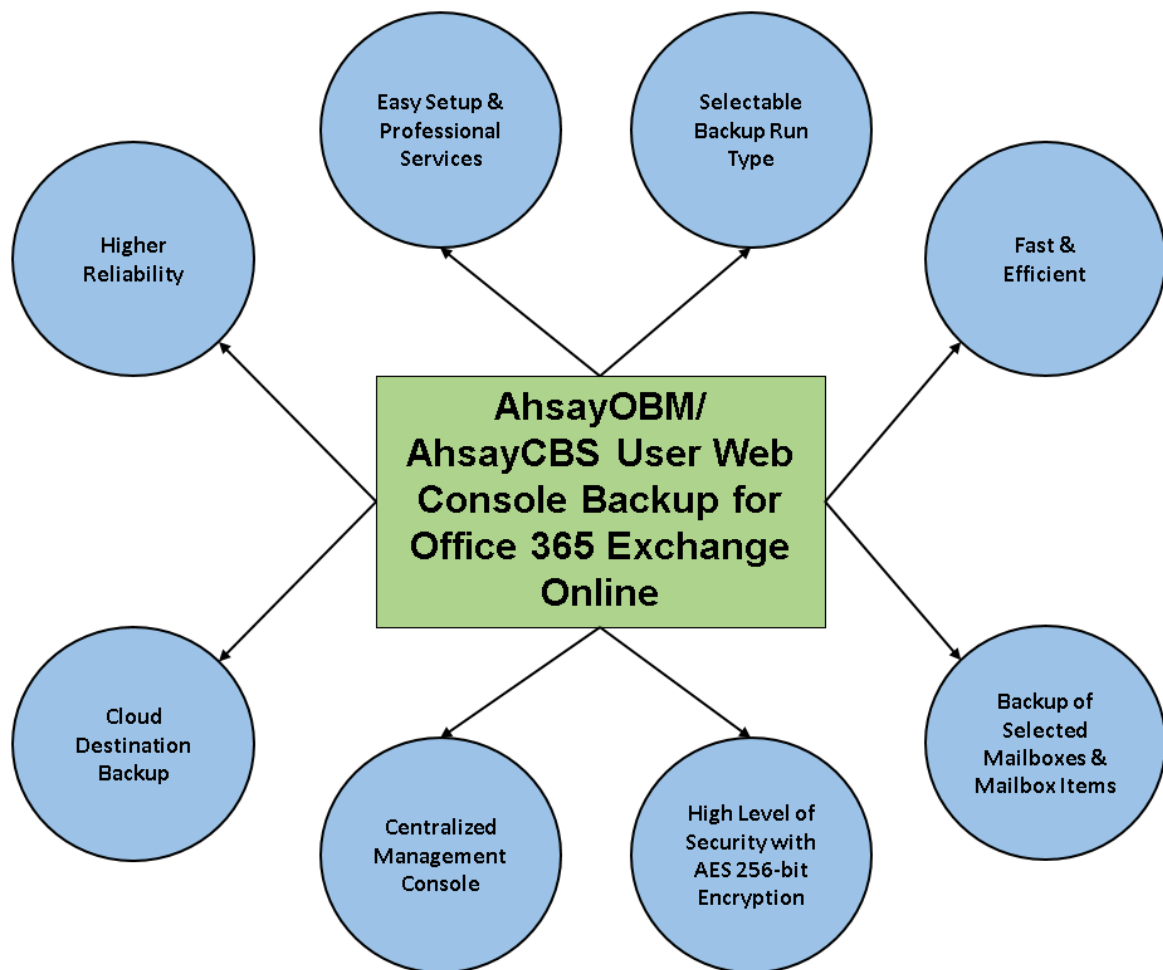 Easy Setup &
Professional
Services
Selectable
Backup Run
Type
Higher
Reliability
Fast &
Efficient
AhsayOBM/
AhsayCBS User Web
Console Backup for
Office 365 Exchange
Online
Cloud
Destination
Backup
Backup of
Selected
Mailboxes &
Mailbox Items
Centralized
Management
Console
High Level of
Security with
AES 256-bit
Encryption